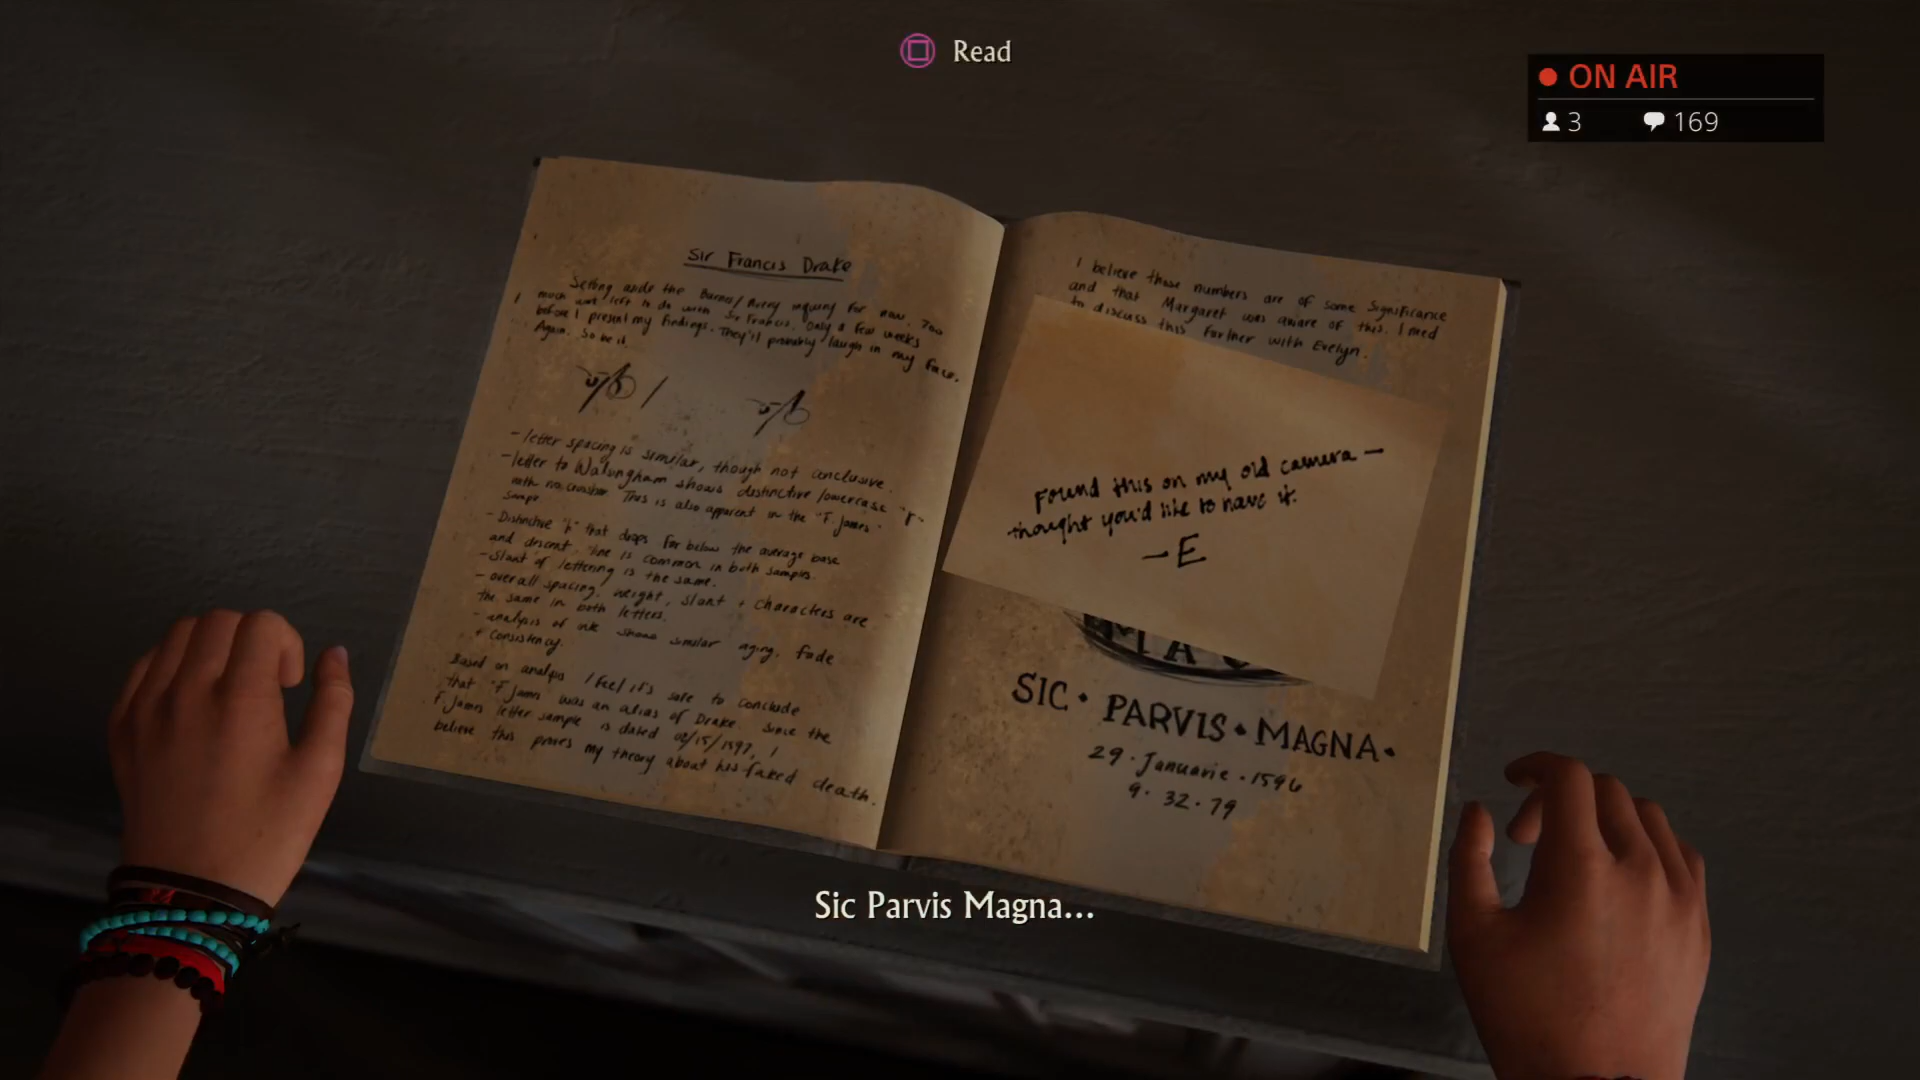 Read
ON AIR
3 169
Sir Francis Drake
Setting aside the Burnes/Avery inquiry for now. Too
much work left to do with Sir Francis. Only a few weeks
before I present my findings. They'll probably laugh in my face.
Again. So be it.
- letter spacing is similar, though not conclusive.
- letter to Walsingham shows distinctive lowercase "r"
with no This is also apparent in the "F. James"
sample
- Distinctive "h" that drops far below the average base
and descent line is common in both samples.
- Slant of lettering is the same.
- overall spacing, weight, slant + characters are
the same in both letters.
- analysis of ink shows similar aging, fade
+ consistency.
Based on analysis I feel it's safe to conclude
that "F. James" was an alias of Drake. Since the
F. James letter sample is dated 02/15/1597, I
believe this proves my theory about his faked death.
I believe these numbers are of some significance
and that Margaret was aware of this. I need
to discuss this further with Evelyn.
Found this on my old camera —
thought you'd like to have it.
— E
SIC • PARVIS • MAGNA •
29 • Januarie • 1596
9 • 32 • 79
Sic Parvis Magna...